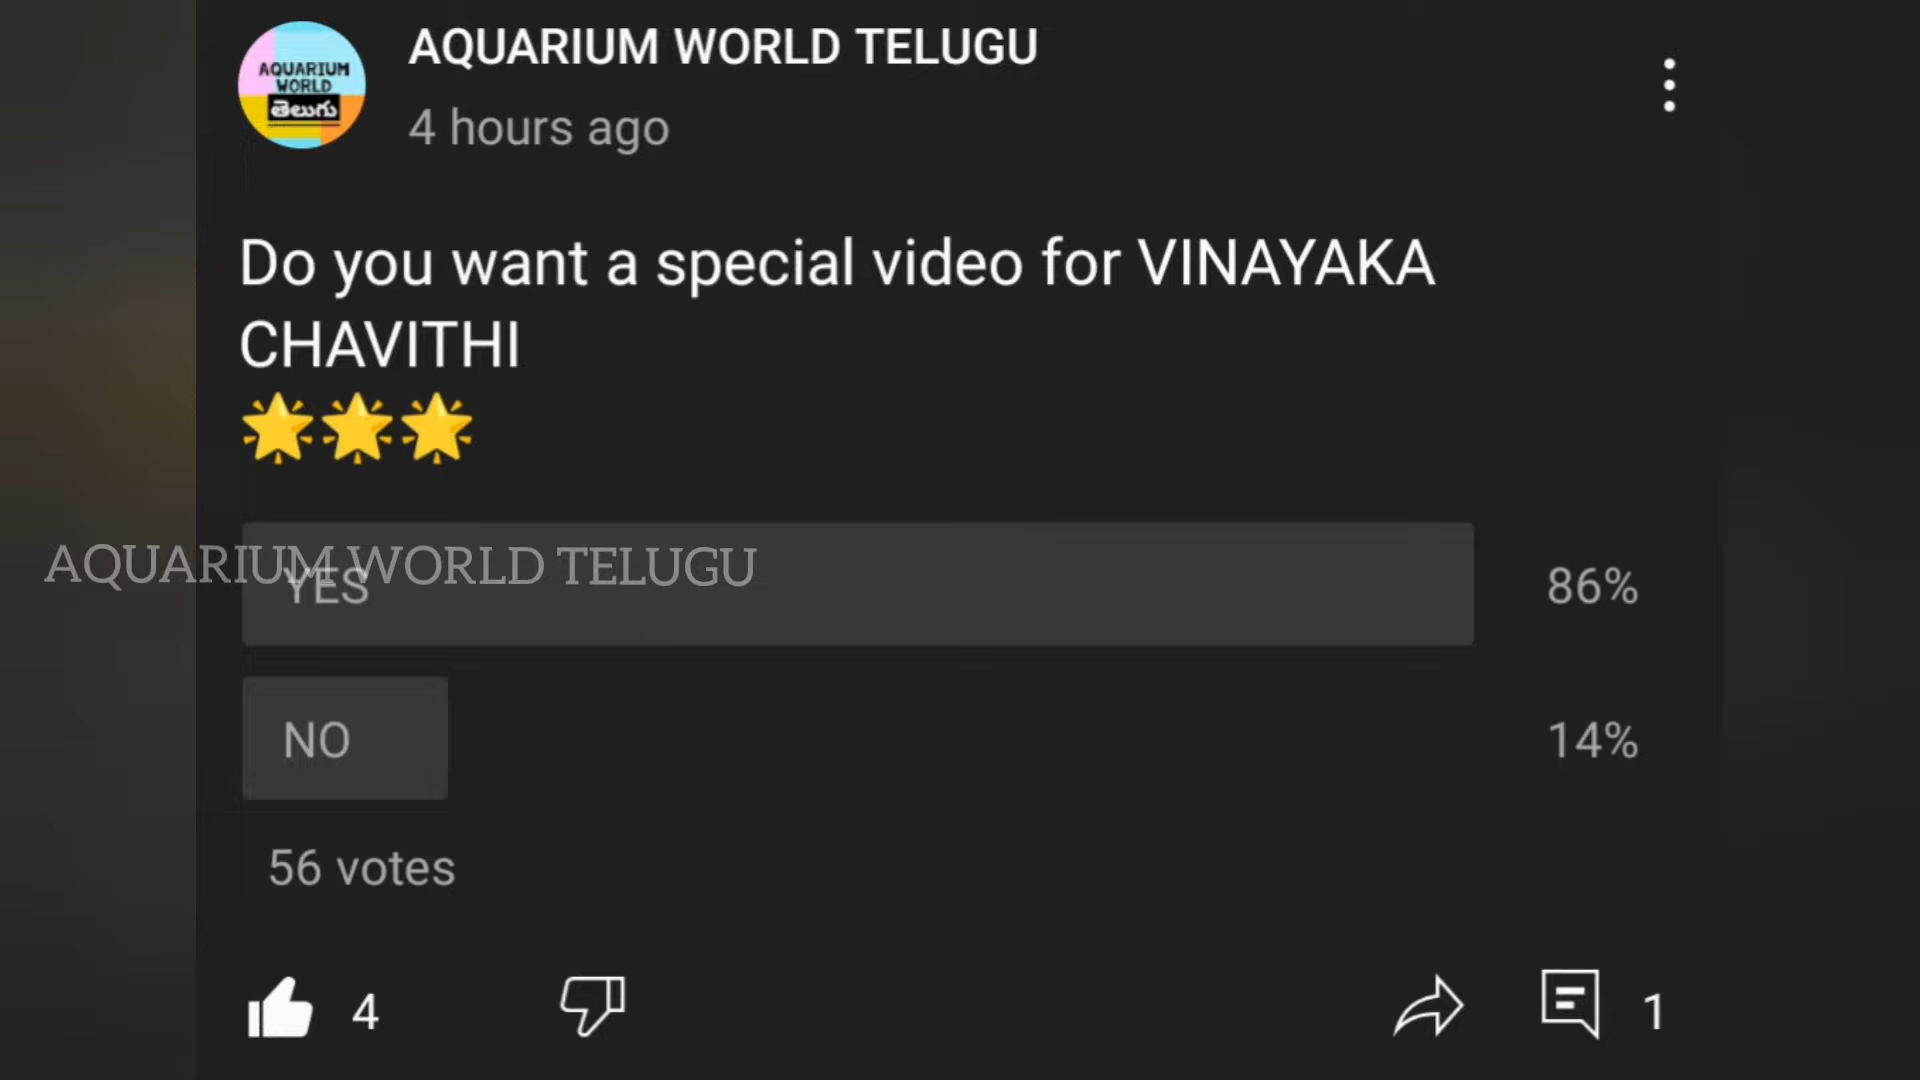 AQUARIUM
WORLD
తెలుగు
AQUARIUM WORLD TELUGU
4 hours ago
Do you want a special video for VINAYAKA
CHAVITHI
🌟🌟🌟
AQUARIUM WORLD TELUGU
YES 86%
NO 14%
56 votes
4 1